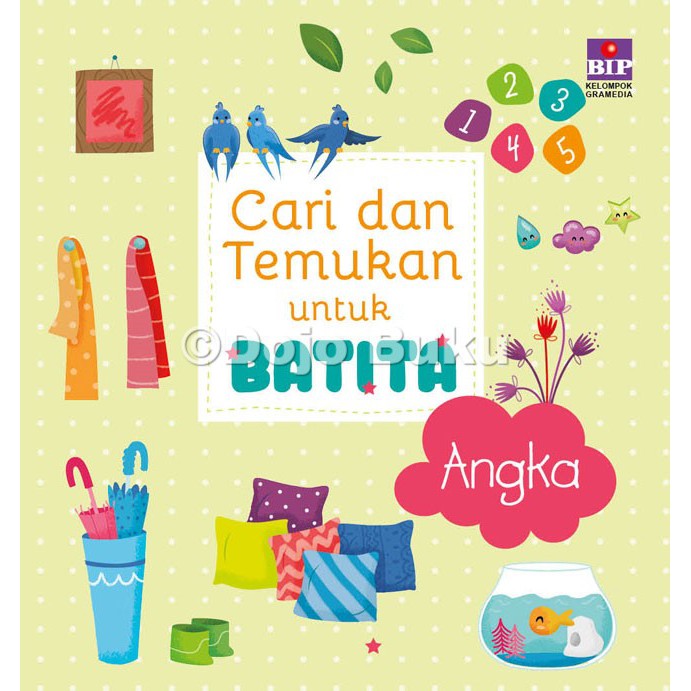 BIP
KELOMPOK
GRAMEDIA
2
3
1
4
5
Cari dan
Temukan
untuk
©Dojo Buku
BATITA
Angka